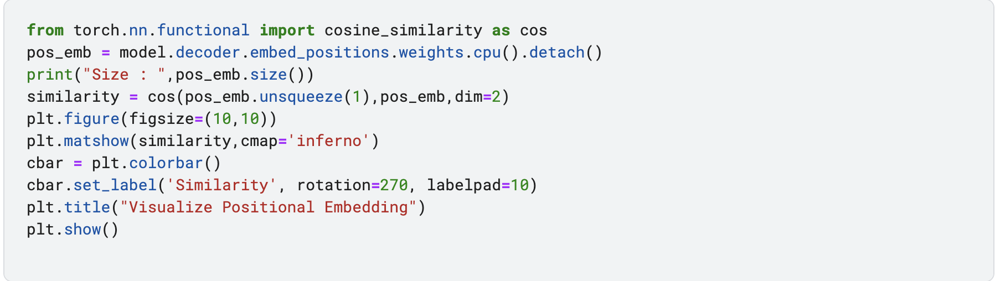 from torch.nn.functional import cosine_similarity as cos
pos_emb = model.decoder.embed_positions.weights.cpu().detach()
print("Size : ",pos_emb.size())
similarity = cos(pos_emb.unsqueeze(1),pos_emb,dim=2)
plt.figure(figsize=(10,10))
plt.matshow(similarity,cmap='inferno')
cbar = plt.colorbar()
cbar.set_label('Similarity', rotation=270, labelpad=10)
plt.title("Visualize Positional Embedding")
plt.show()